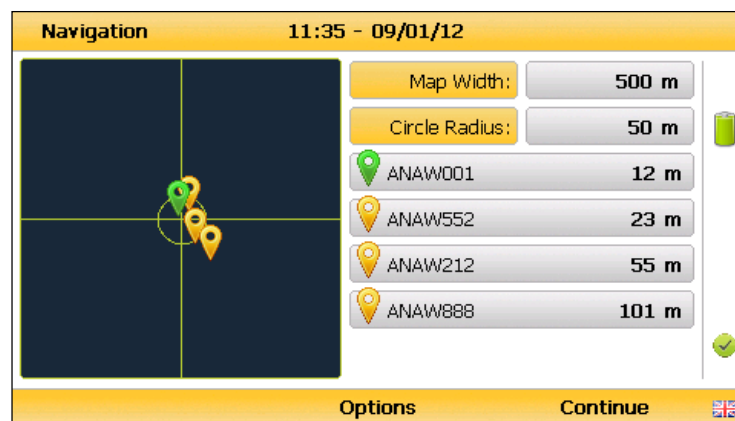 Navigation 11:35 - 09/01/12
Map Width: 500 m
Circle Radius: 50 m
ANAW001 12 m
ANAW552 23 m
ANAW212 55 m
ANAW888 101 m
Options Continue